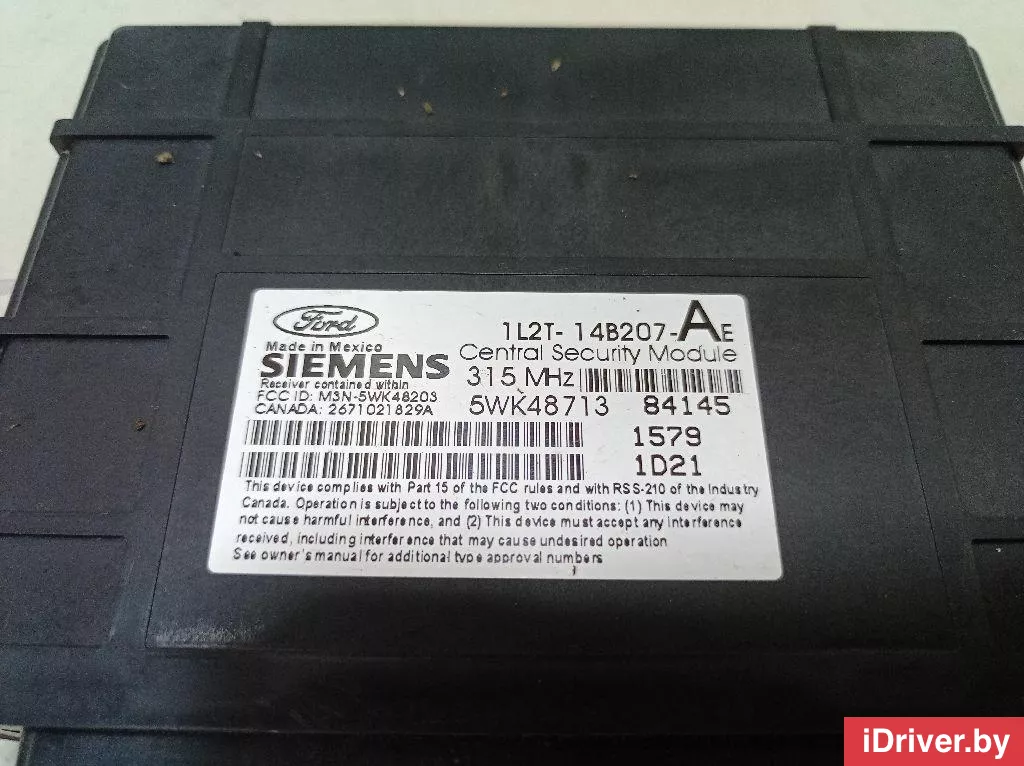 Ford
1L2T- 14B207-AE
Made in Mexico
SIEMENS
Central Security Module
Receiver contained within
315 MHz
FCC ID: M3N-5WK48203
CANADA: 2671021829A
5WK48713 84145
1579
1D21
This device complies with Part 15 of the FCC rules and with RSS-210 of the Industry
Canada. Operation is subject to the following two conditions: (1) This device may
not cause harmful interference, and (2) This device must accept any interference
received, including interference that may cause undesired operation
See owner's manual for additional type approval numbers
iDriver.by